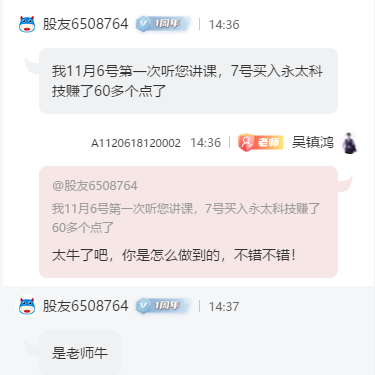 股友6508764 V 1周年 14:36
我11月6号第一次听您讲课，7号买入永太科
技赚了60多个点了
A1120618120002 14:36 老师 吴镇鸿
@股友6508764
我11月6号第一次听您讲课，7号买入永太科技赚了
60多个点了
太牛了吧，你是怎么做到的，不错不错！
股友6508764 V 1周年 14:37
是老师牛